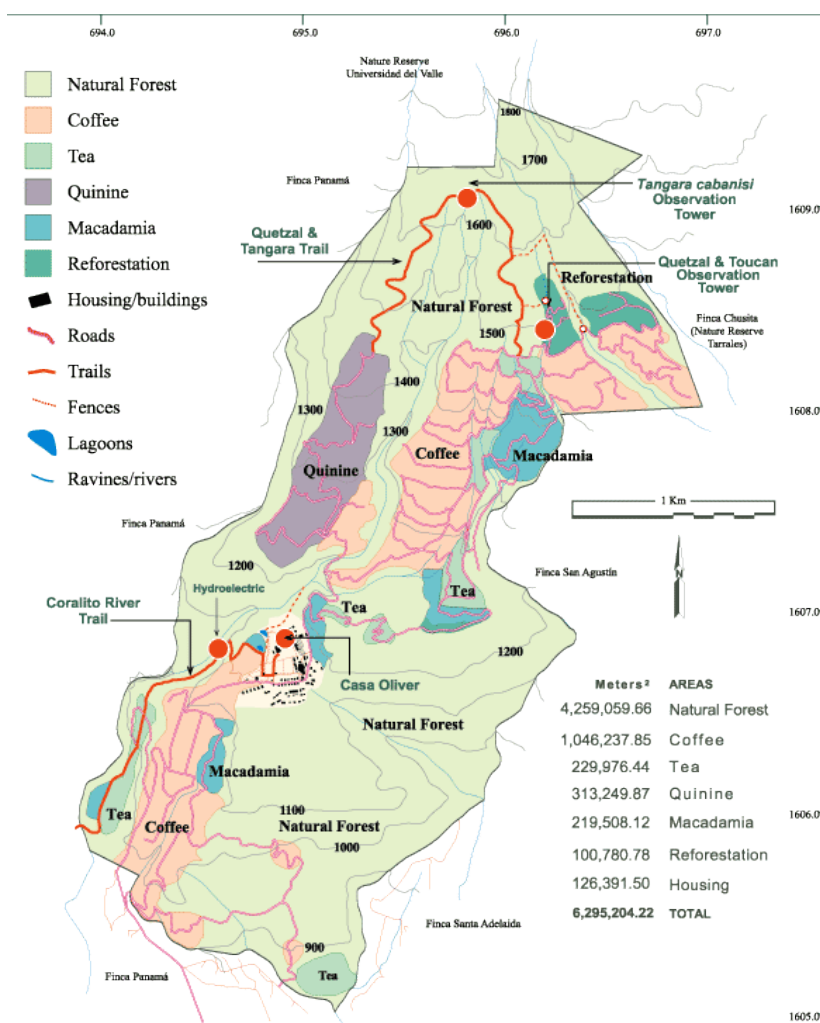 694.0
695.0
696.0
697.0
Nature Reserve
Universidad del Valle
Natural Forest
Coffee
Tea
Quinine
Macadamia
Reforestation
Housing/buildings
Roads
Trails
Fences
Lagoons
Ravines/rivers
1800
1700
Finca Panamá
Tangara cabanisi
Observation
Tower
1609.0
1600
Quetzal &
Tangara Trail
Quetzal & Toucan
Observation
Tower
Reforestation
Natural Forest
1500
Finca Chusita
(Nature Reserve
Tarrales)
1400
1300
1608.0
1300
Coffee
Macadamia
Quinine
1 Km
Finca Panamá
N
1200
Finca San Agustín
Hydroelectric
Tea
Coralito River
Trail
Tea
1607.0
1200
Casa Oliver
Meters² AREAS
4,259,059.66 Natural Forest
1,046,237.85 Coffee
229,976.44 Tea
313,249.87 Quinine
219,508.12 Macadamia
100,780.78 Reforestation
126,391.50 Housing
6,295,204.22 TOTAL
Natural Forest
Macadamia
Tea
Coffee
1100
Natural Forest
1606.0
1000
Finca Santa Adelaida
900
Finca Panamá
Tea
1605.0